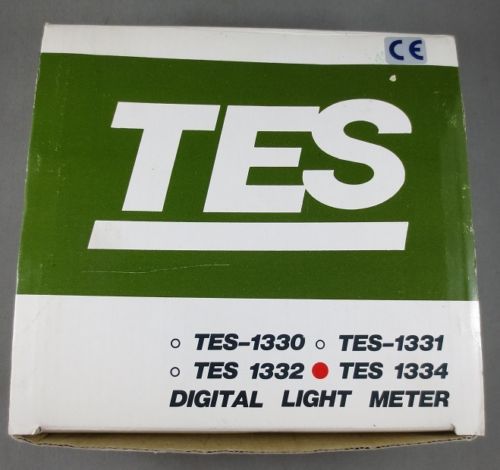 CE
TES
TES-1330 TES-1331
TES 1332 TES 1334
DIGITAL LIGHT METER